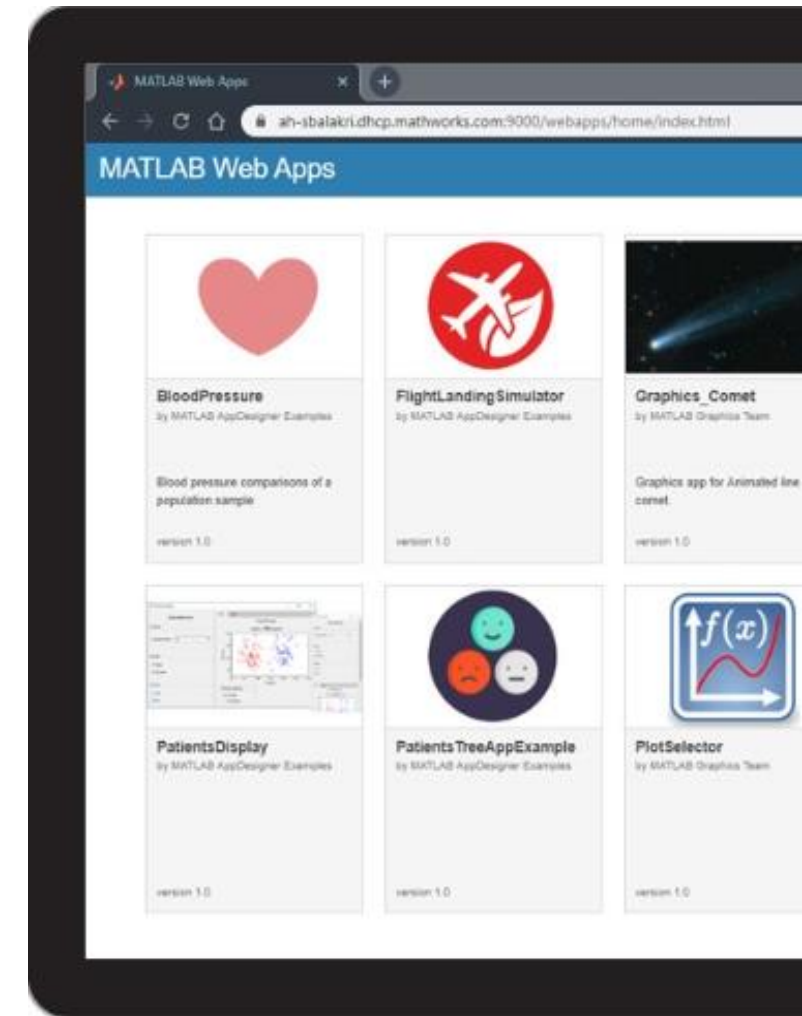 MATLAB Web Apps
ah-sbalakri.dhcp.mathworks.com:9000/webapps/home/index.html
MATLAB Web Apps
BloodPressure
by MATLAB AppDesigner Examples
Blood pressure comparisons of a
population sample
version 1.0
FlightLandingSimulator
by MATLAB AppDesigner Examples
version 1.0
Graphics_Comet
by MATLAB Graphics Team
Graphics app for Animated line
comet
version 1.0
PatientsDisplay
by MATLAB AppDesigner Examples
version 1.0
PatientsTreeAppExample
by MATLAB AppDesigner Examples
version 1.0
f(x)
PlotSelector
by MATLAB Graphics Team
version 1.0